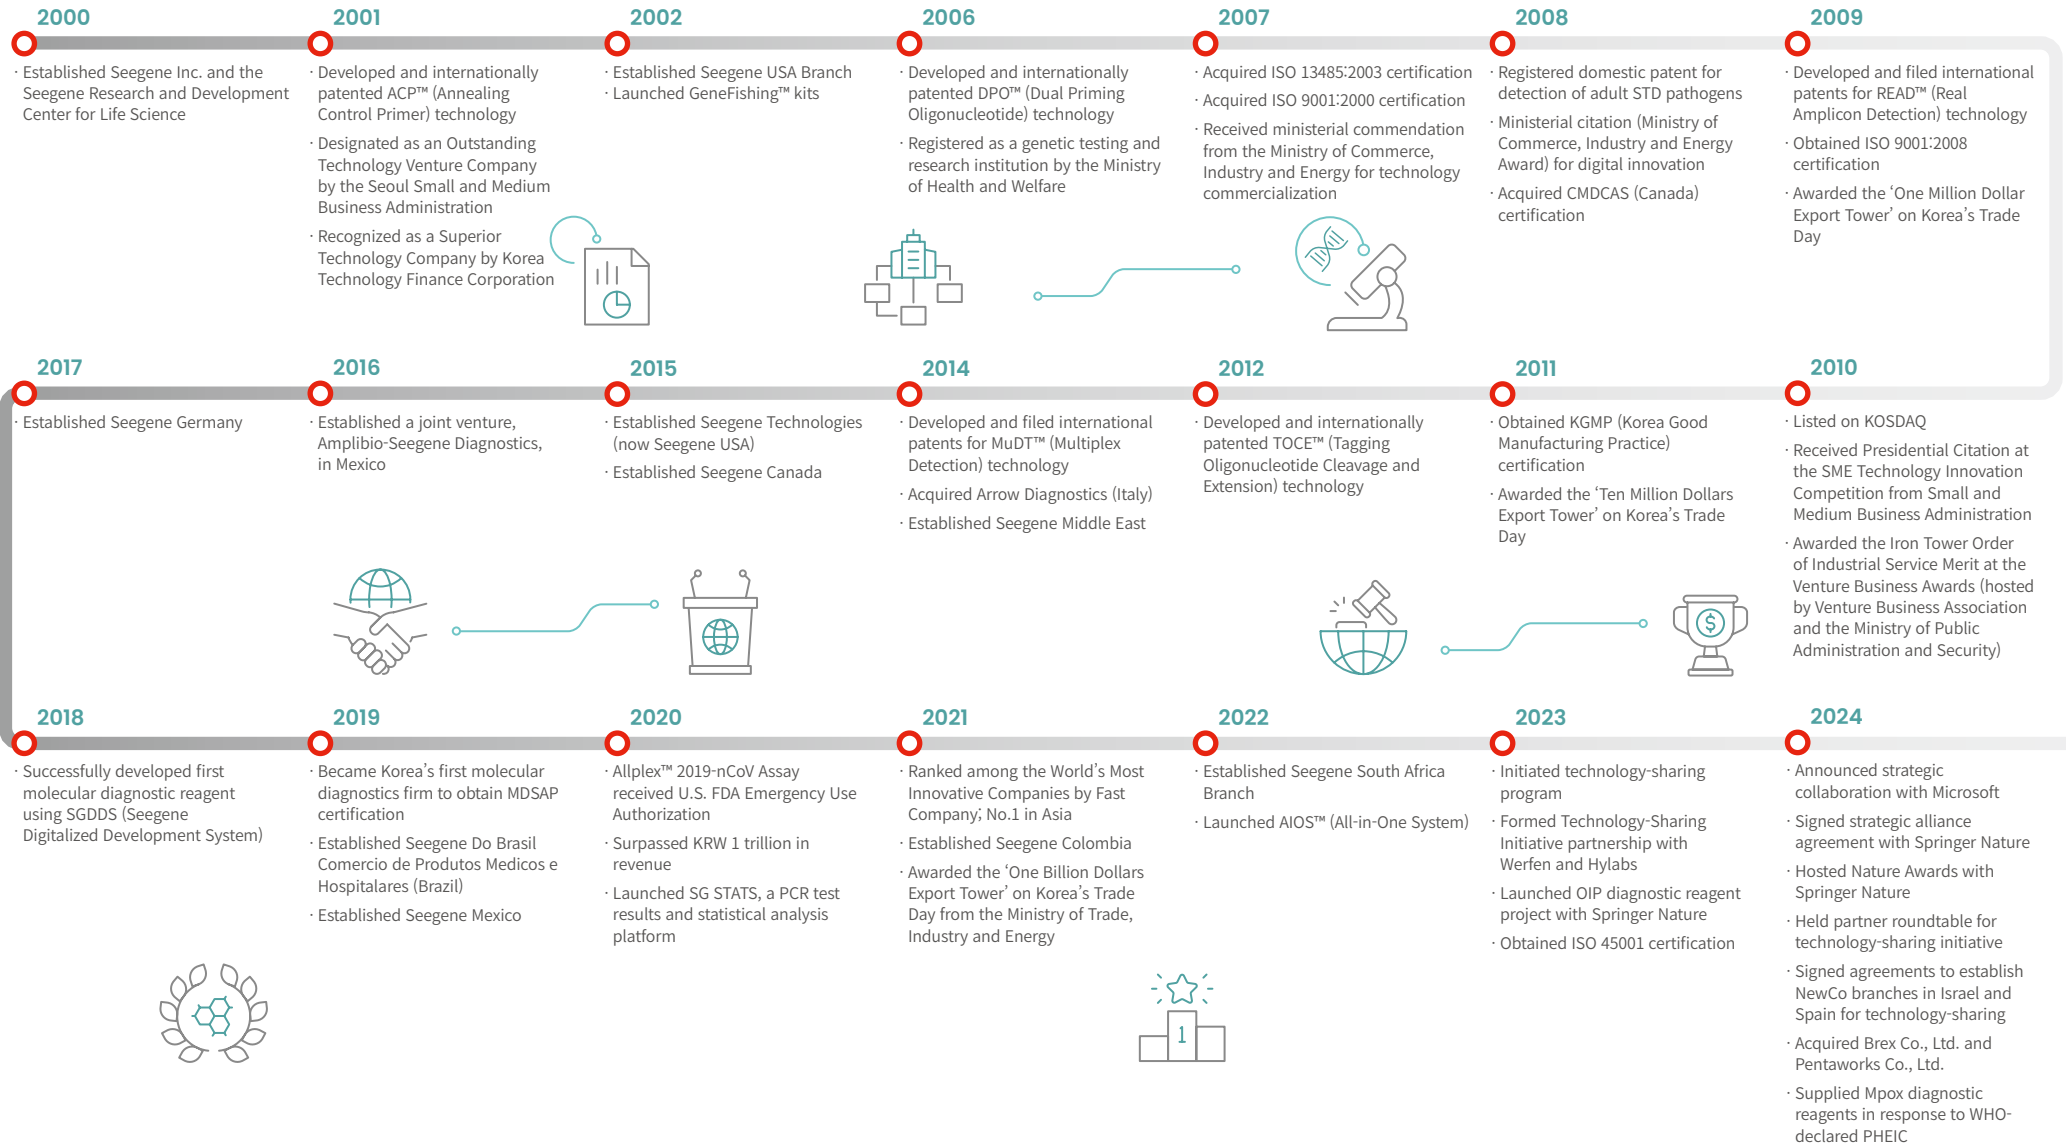 2000
· Established Seegene Inc. and the
Seegene Research and Development
Center for Life Science
2001
· Developed and internationally
patented ACP™ (Annealing
Control Primer) technology
· Designated as an Outstanding
Technology Venture Company
by the Seoul Small and Medium
Business Administration
· Recognized as a Superior
Technology Company by Korea
Technology Finance Corporation
2002
· Established Seegene USA Branch
· Launched GeneFishing™ kits
2006
· Developed and internationally
patented DPO™ (Dual Priming
Oligonucleotide) technology
· Registered as a genetic testing and
research institution by the Ministry
of Health and Welfare
2007
· Acquired ISO 13485:2003 certification
· Acquired ISO 9001:2000 certification
· Received ministerial commendation
from the Ministry of Commerce,
Industry and Energy for technology
commercialization
2008
· Registered domestic patent for
detection of adult STD pathogens
· Ministerial citation (Ministry of
Commerce, Industry and Energy
Award) for digital innovation
· Acquired CMDCAS (Canada)
certification
2009
· Developed and filed international
patents for READ™ (Real
Amplicon Detection) technology
· Obtained ISO 9001:2008
certification
· Awarded the ‘One Million Dollar
Export Tower’ on Korea’s Trade
Day
2017
· Established Seegene Germany
2016
· Established a joint venture,
Amplibio-Seegene Diagnostics,
in Mexico
2015
· Established Seegene Technologies
(now Seegene USA)
· Established Seegene Canada
2014
· Developed and filed international
patents for MuDT™ (Multiplex
Detection) technology
· Acquired Arrow Diagnostics (Italy)
· Established Seegene Middle East
2012
· Developed and internationally
patented TOCE™ (Tagging
Oligonucleotide Cleavage and
Extension) technology
2011
· Obtained KGMP (Korea Good
Manufacturing Practice)
certification
· Awarded the ‘Ten Million Dollars
Export Tower’ on Korea’s Trade
Day
2010
· Listed on KOSDAQ
· Received Presidential Citation at
the SME Technology Innovation
Competition from Small and
Medium Business Administration
· Awarded the Iron Tower Order
of Industrial Service Merit at the
Venture Business Awards (hosted
by Venture Business Association
and the Ministry of Public
Administration and Security)
$
2018
· Successfully developed first
molecular diagnostic reagent
using SGDDS (Seegene
Digitalized Development System)
2019
· Became Korea’s first molecular
diagnostics firm to obtain MDSAP
certification
· Established Seegene Do Brasil
Comercio de Produtos Medicos e
Hospitalares (Brazil)
· Established Seegene Mexico
2020
· Allplex™ 2019-nCoV Assay
received U.S. FDA Emergency Use
Authorization
· Surpassed KRW 1 trillion in
revenue
· Launched SG STATS, a PCR test
results and statistical analysis
platform
2021
· Ranked among the World’s Most
Innovative Companies by Fast
Company; No.1 in Asia
· Established Seegene Colombia
· Awarded the ‘One Billion Dollars
Export Tower’ on Korea’s Trade
Day from the Ministry of Trade,
Industry and Energy
2022
· Established Seegene South Africa
Branch
· Launched AIOS™ (All-in-One System)
1
2023
· Initiated technology-sharing
program
· Formed Technology-Sharing
Initiative partnership with
Werfen and Hylabs
· Launched OIP diagnostic reagent
project with Springer Nature
· Obtained ISO 45001 certification
2024
· Announced strategic
collaboration with Microsoft
· Signed strategic alliance
agreement with Springer Nature
· Hosted Nature Awards with
Springer Nature
· Held partner roundtable for
technology-sharing initiative
· Signed agreements to establish
NewCo branches in Israel and
Spain for technology-sharing
· Acquired Brex Co., Ltd. and
Pentaworks Co., Ltd.
· Supplied Mpox diagnostic
reagents in response to WHO-
declared PHEIC